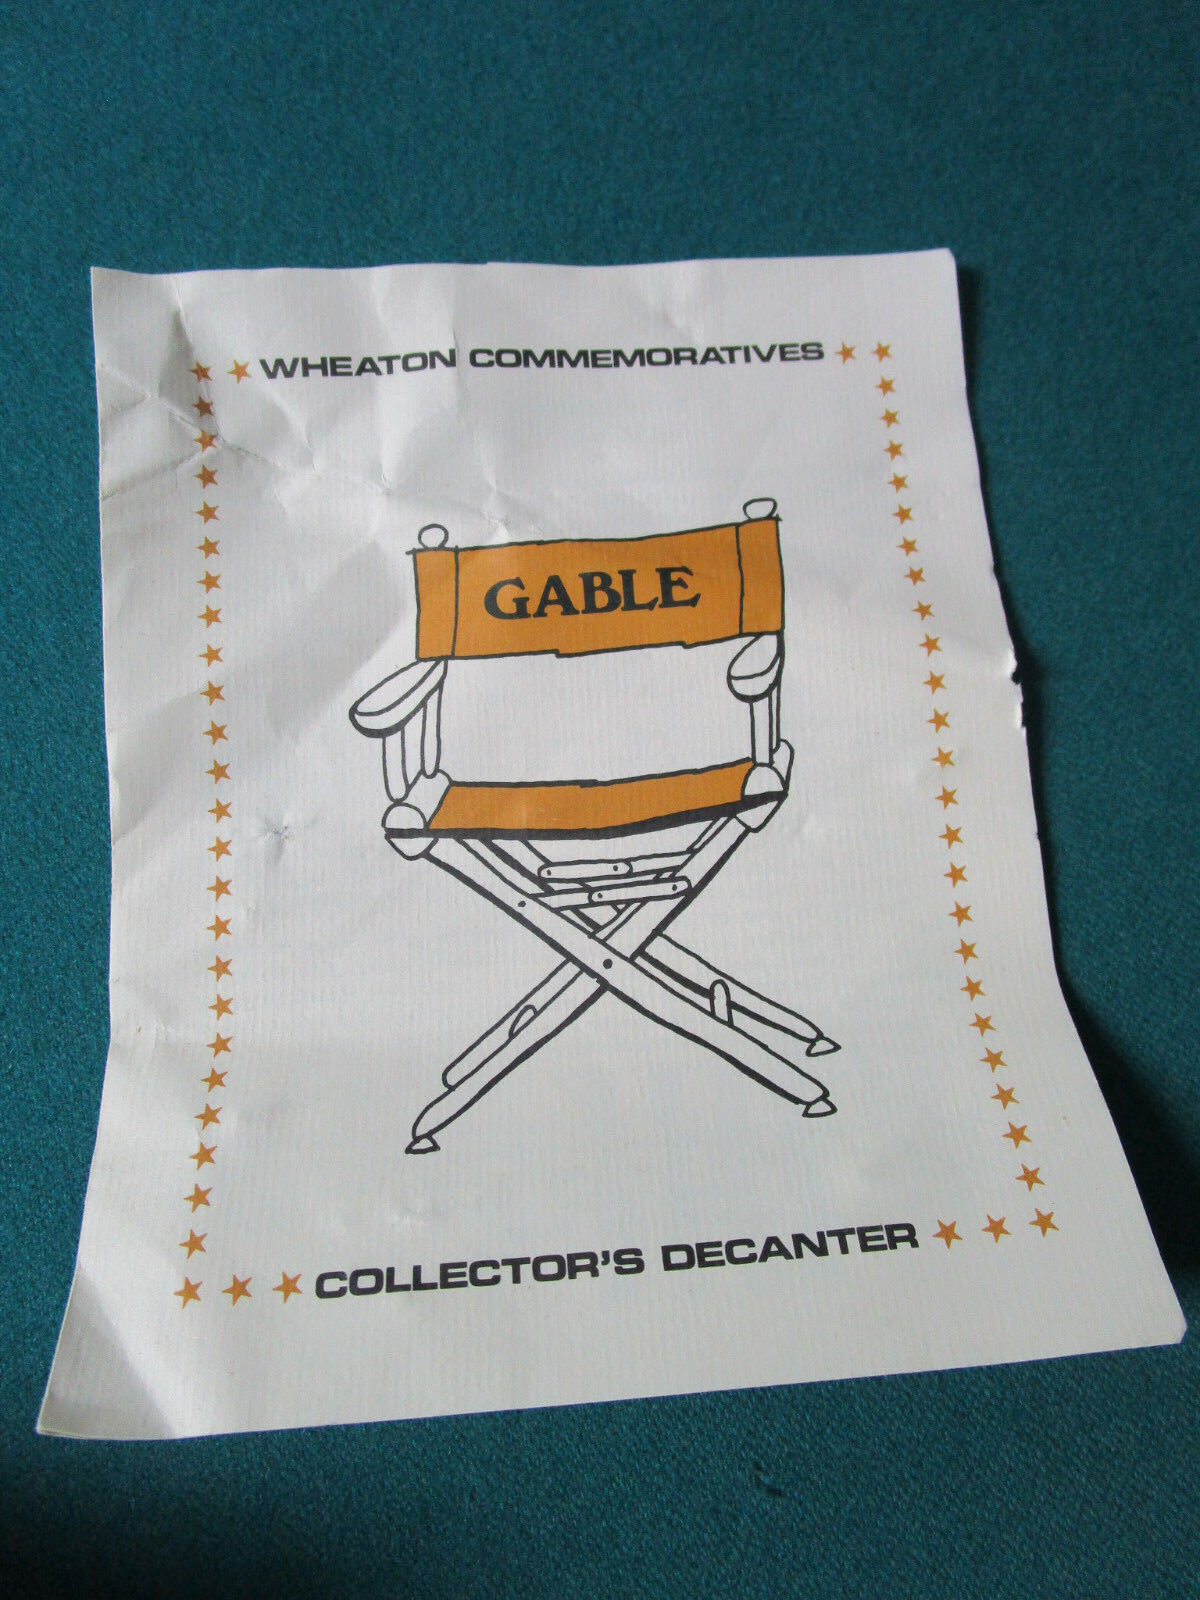 WHEATON COMMEMORATIVES
GABLE
COLLECTOR'S DECANTER